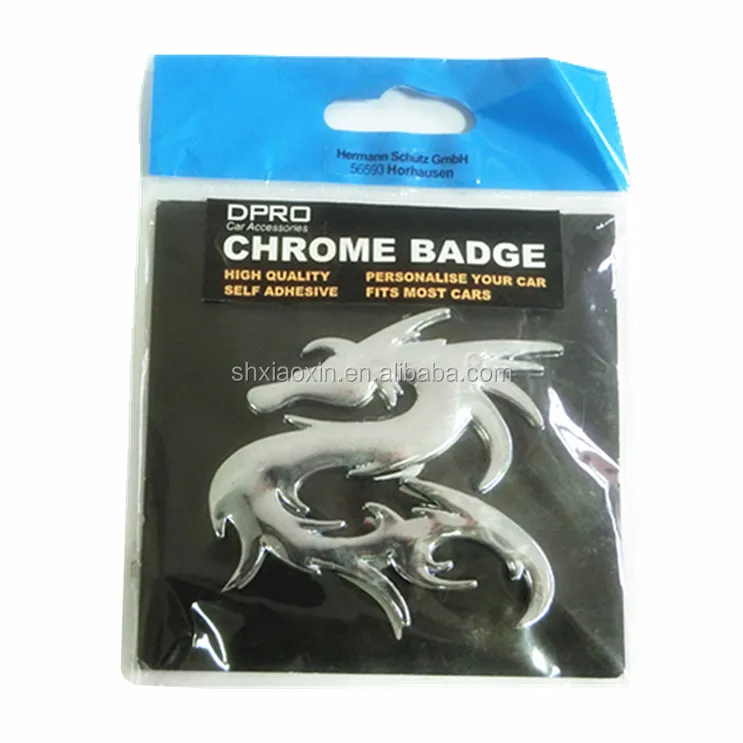 Hermann Schütz GmbH
56593 Horhausen
DPRO
Car Accessories
CHROME BADGE
HIGH QUALITY PERSONALISE YOUR CAR
SELF ADHESIVE FITS MOST CARS
shxiaoxin.en.alibaba.com